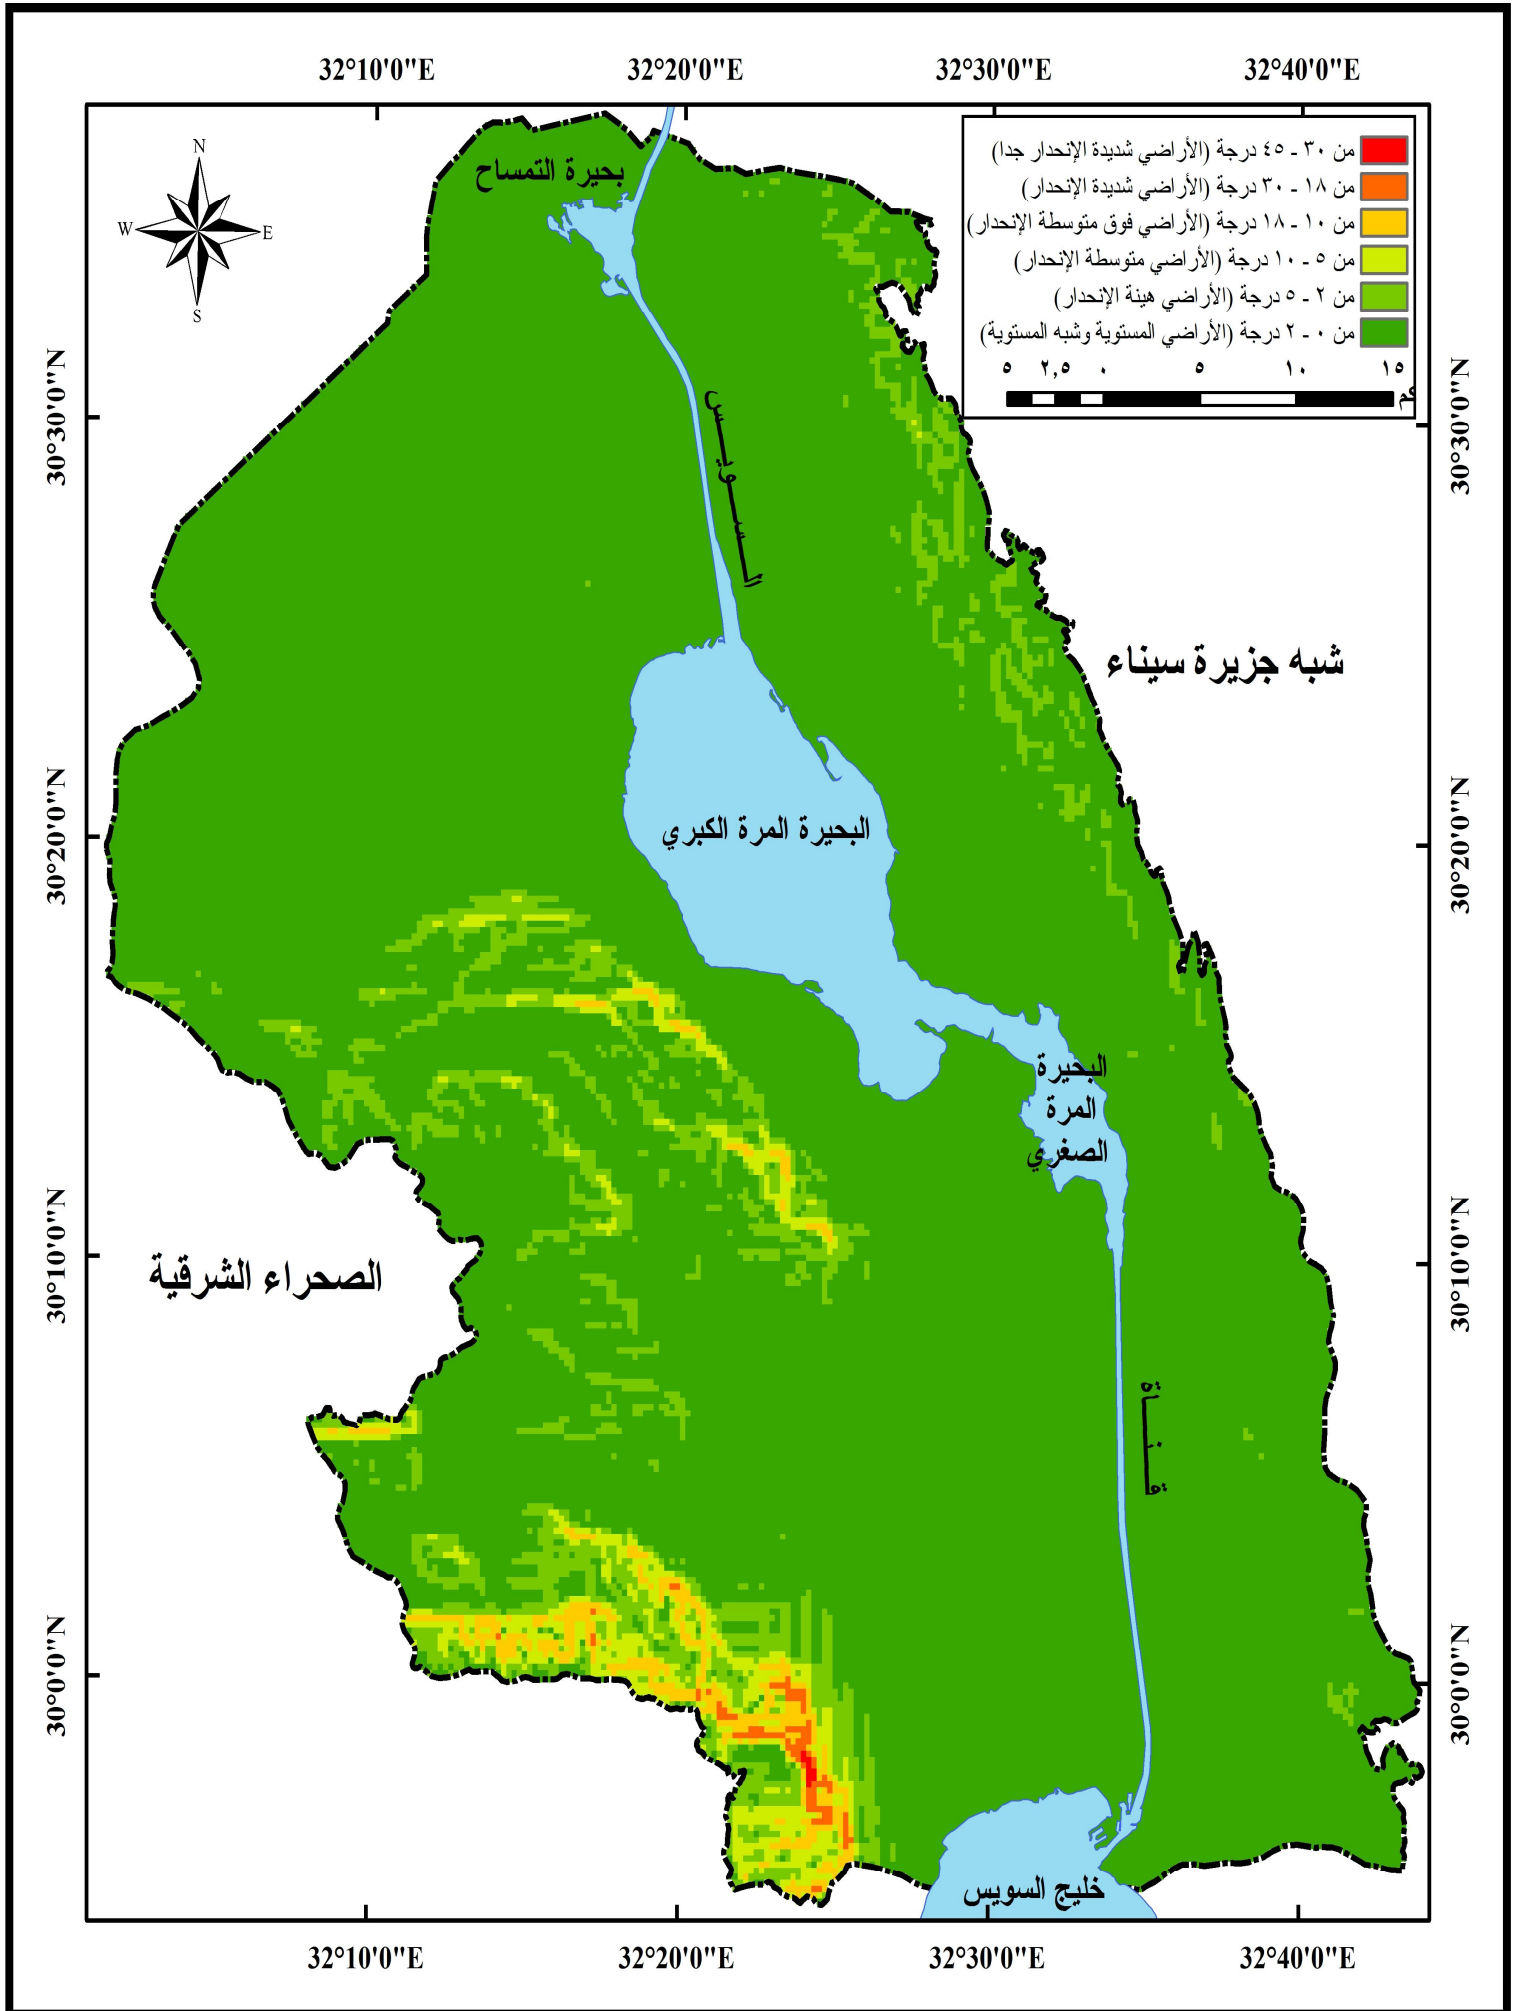 32°10'0"E
32°20'0"E
32°30'0"E
32°40'0"E
N
W
E
S
من ٣٠ - ٤٥ درجة (الأراضي شديدة الإنحدار جدا)
من ١٨ - ٣٠ درجة (الأراضي شديدة الإنحدار)
من ١٠ - ١٨ درجة (الأراضي فوق متوسطة الإنحدار)
من ٥ - ١٠ درجة (الأراضي متوسطة الإنحدار)
من ٢ - ٥ درجة (الأراضي هينة الإنحدار)
من ٠ - ٢ درجة (الأراضي المستوية وشبه المستوية)
٥ ٢,٥ ٠ ٥ ١٠ ١٥
كم
بحيرة التمساح
30°30'0"N
30°30'0"N
الـســويــس
شبه جزيرة سيناء
30°20'0"N
30°20'0"N
البحيرة المرة الكبري
البحيرة
المرة
الصغري
30°10'0"N
30°10'0"N
الصحراء الشرقية
قـنــاة
30°0'0"N
30°0'0"N
خليج السويس
32°10'0"E
32°20'0"E
32°30'0"E
32°40'0"E